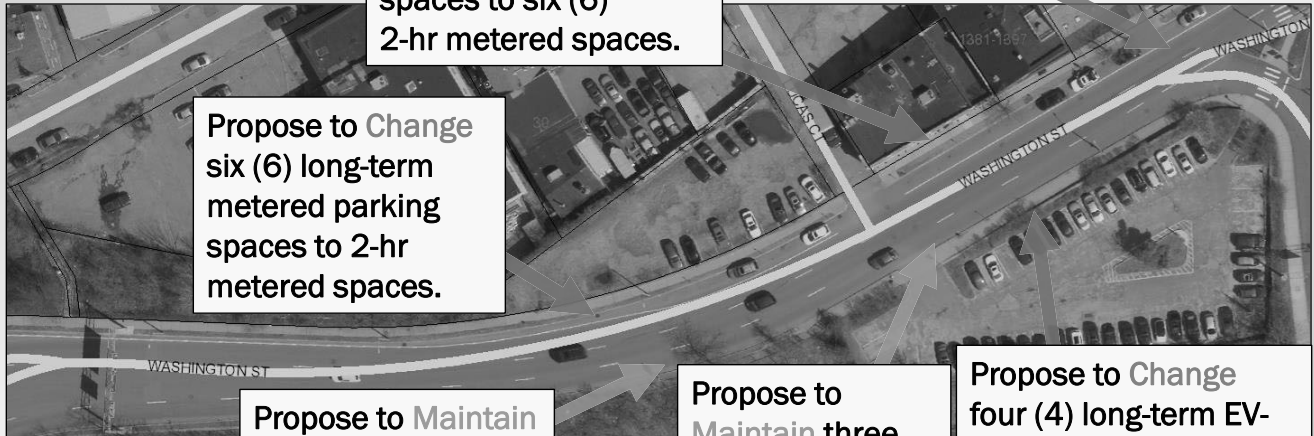 spaces to six (6)
2-hr metered spaces.
1381-1397
WASHINGTON
Propose to Change
six (6) long-term
metered parking
spaces to 2-hr
metered spaces.
WASHINGTON ST
WASHINGTON ST
Propose to Maintain
Propose to
Maintain three
Propose to Change
four (4) long-term EV-